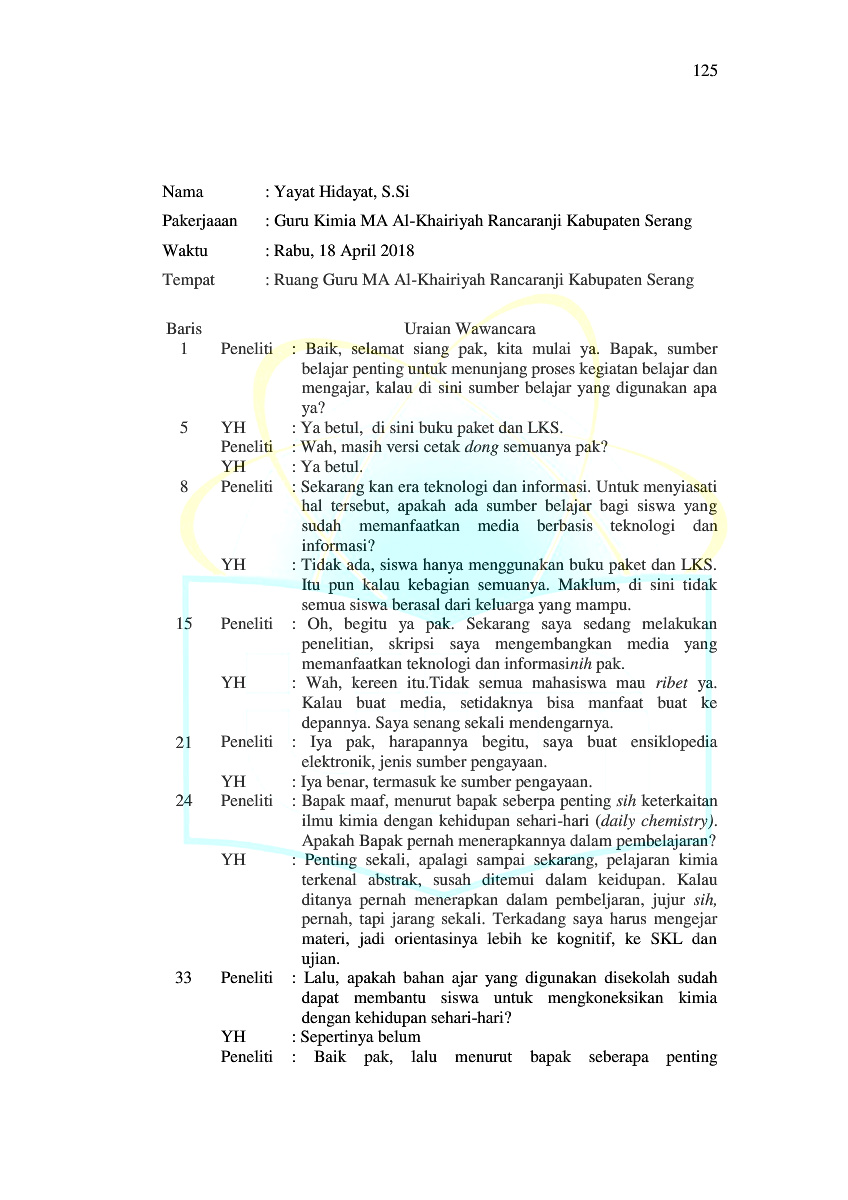 125
Nama : Yayat Hidayat, S.Si
Pakerjaaan : Guru Kimia MA Al-Khairiyah Rancaranji Kabupaten Serang
Waktu : Rabu, 18 April 2018
Tempat : Ruang Guru MA Al-Khairiyah Rancaranji Kabupaten Serang
Baris Uraian Wawancara
1 Peneliti : Baik, selamat siang pak, kita mulai ya. Bapak, sumber
belajar penting untuk menunjang proses kegiatan belajar dan
mengajar, kalau di sini sumber belajar yang digunakan apa
ya?
5 YH : Ya betul, di sini buku paket dan LKS.
Peneliti : Wah, masih versi cetak dong semuanya pak?
YH : Ya betul.
8 Peneliti : Sekarang kan era teknologi dan informasi. Untuk menyiasati
hal tersebut, apakah ada sumber belajar bagi siswa yang
sudah memanfaatkan media berbasis teknologi dan
informasi?
YH : Tidak ada, siswa hanya menggunakan buku paket dan LKS.
Itu pun kalau kebagian semuanya. Maklum, di sini tidak
semua siswa berasal dari keluarga yang mampu.
15 Peneliti : Oh, begitu ya pak. Sekarang saya sedang melakukan
penelitian, skripsi saya mengembangkan media yang
memanfaatkan teknologi dan informasinih pak.
YH : Wah, kereen itu.Tidak semua mahasiswa mau ribet ya.
Kalau buat media, setidaknya bisa manfaat buat ke
depannya. Saya senang sekali mendengarnya.
21 Peneliti : Iya pak, harapannya begitu, saya buat ensiklopedia
elektronik, jenis sumber pengayaan.
YH : Iya benar, termasuk ke sumber pengayaan.
24 Peneliti : Bapak maaf, menurut bapak seberpa penting sih keterkaitan
ilmu kimia dengan kehidupan sehari-hari (daily chemistry).
Apakah Bapak pernah menerapkannya dalam pembelajaran?
YH : Penting sekali, apalagi sampai sekarang, pelajaran kimia
terkenal abstrak, susah ditemui dalam keidupan. Kalau
ditanya pernah menerapkan dalam pembeljaran, jujur sih,
pernah, tapi jarang sekali. Terkadang saya harus mengejar
materi, jadi orientasinya lebih ke kognitif, ke SKL dan
ujian.
33 Peneliti : Lalu, apakah bahan ajar yang digunakan disekolah sudah
dapat membantu siswa untuk mengkoneksikan kimia
dengan kehidupan sehari-hari?
YH : Sepertinya belum
Peneliti : Baik pak, lalu menurut bapak seberapa penting